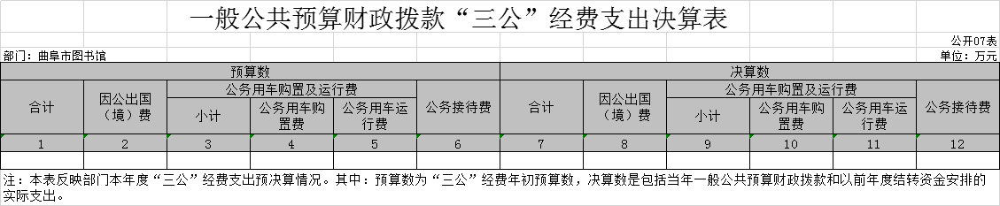 一般公共预算财政拨款“三公”经费支出决算表
公开07表
部门：曲阜市图书馆 单位：万元
预算数 决算数
合计 因公出国（境）费 公务用车购置及运行费 公务接待费 合计 因公出国（境）费 公务用车购置及运行费 公务接待费
小计 公务用车购置费 公务用车运行费 小计 公务用车购置费 公务用车运行费
1 2 3 4 5 6 7 8 9 10 11 12
注：本表反映部门本年度“三公”经费支出预决算情况。其中：预算数为“三公”经费年初预算数，决算数是包括当年一般公共预算财政拨款和以前年度结转资金安排的
实际支出。